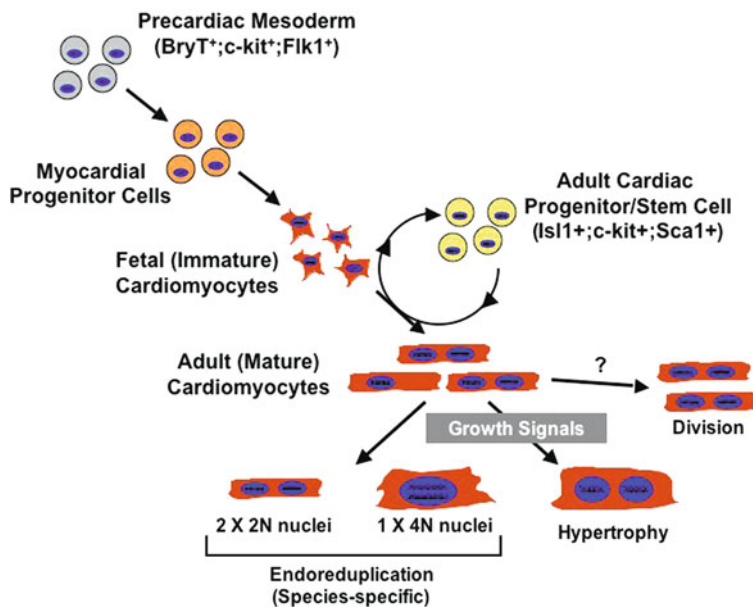 Precardiac Mesoderm
(BryT⁺;c-kit⁺;Flk1⁺)
Myocardial
Progenitor Cells
Adult Cardiac
Progenitor/Stem Cell
(Isl1+;c-kit+;Sca1+)
Fetal (Immature)
Cardiomyocytes
Adult (Mature)
Cardiomyocytes
?
Division
Growth Signals
2 X 2N nuclei
1 X 4N nuclei
Hypertrophy
Endoreduplication
(Species-specific)